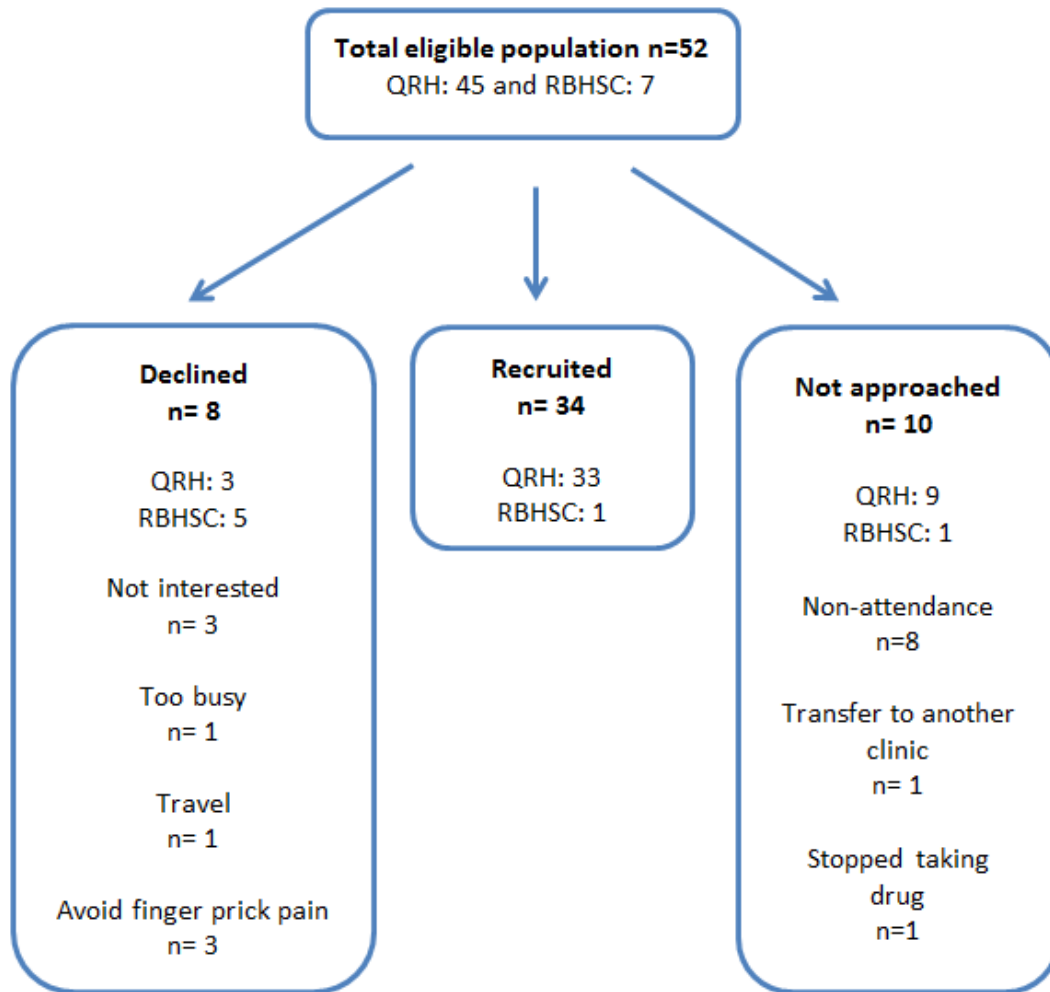 Total eligible population n=52
QRH: 45 and RBHSC: 7
Declined
n= 8
QRH: 3
RBHSC: 5
Not interested
n= 3
Too busy
n= 1
Travel
n= 1
Avoid finger prick pain
n= 3
Recruited
n= 34
QRH: 33
RBHSC: 1
Not approached
n= 10
QRH: 9
RBHSC: 1
Non-attendance
n=8
Transfer to another
clinic
n= 1
Stopped taking
drug
n=1